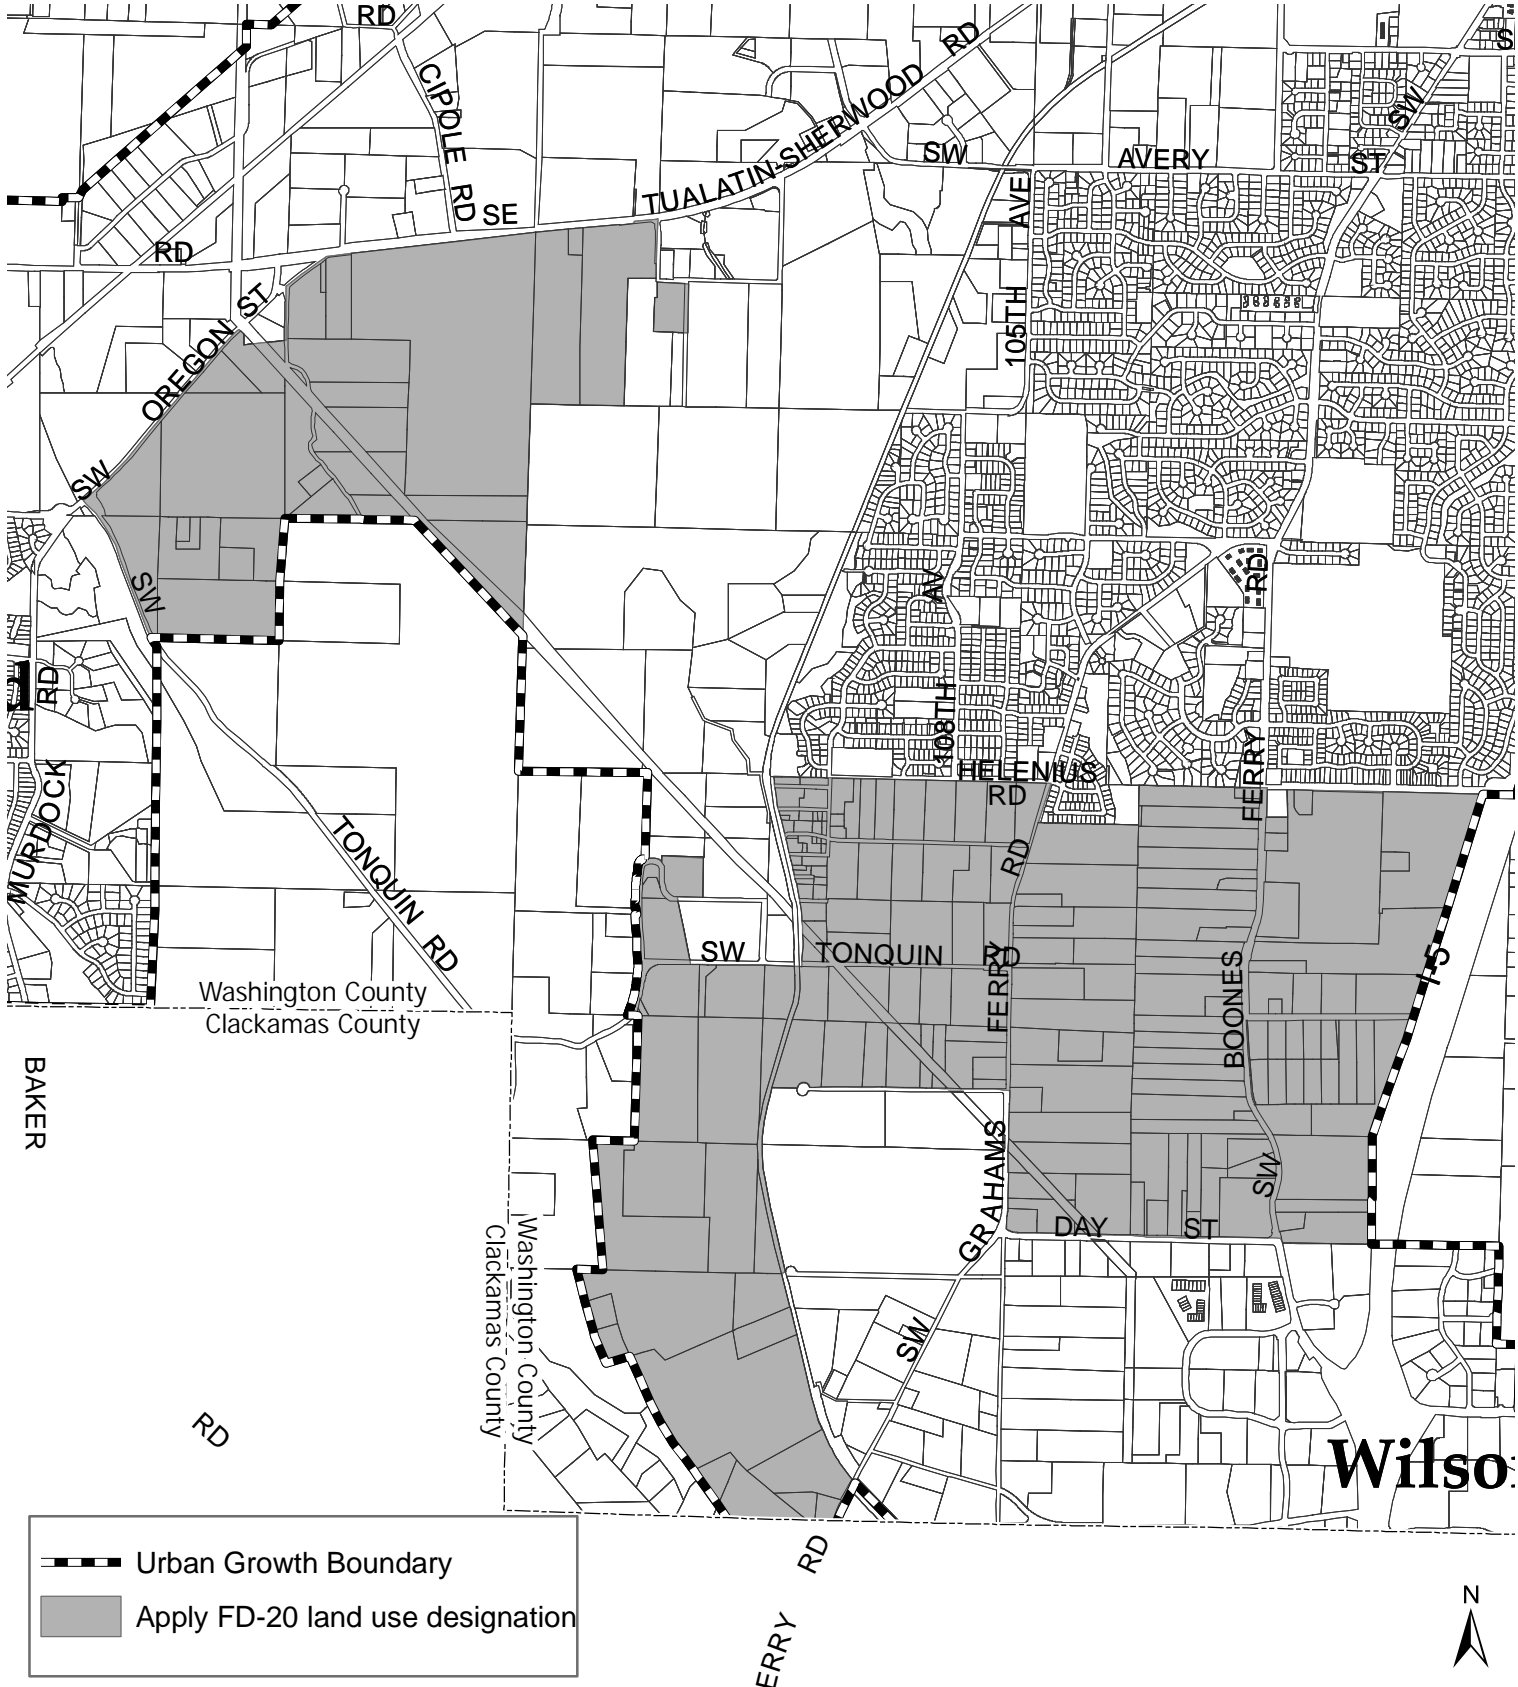 RD
S
CIPOLE RD
TUALATIN-SHERWOOD RD
SW
SW
AVERY
ST
SE
AVE
RD
OREGON ST
105TH
SW
SW
AV
RD
RD
108TH
FERRY
HELENIUS
RD
MURDOCK
TONQUIN RD
RD
SW
TONQUIN
RD
FERRY
BOONES
I-5
Washington County
Clackamas County
BAKER
GRAHAMS
SW
DAY
ST
Washington County
Clackamas County
SW
RD
Wilso
Urban Growth Boundary
Apply FD-20 land use designation
RD
ERRY
N